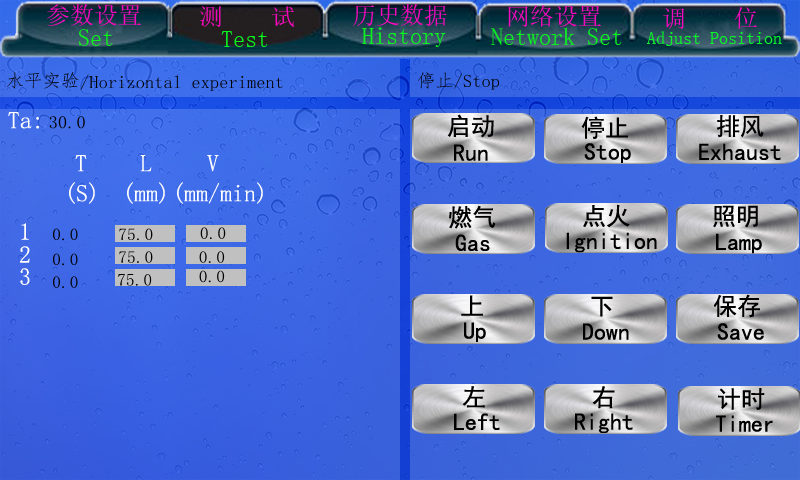 参数设置 测 试 历史数据 网络设置 调 位
Set Test History Network Set Adjust Position
水平实验/Horizontal experiment 停止/Stop
Ta: 30.0
T L V
(S) (mm) (mm/min)
1 0.0 75.0 0.0
2 0.0 75.0 0.0
3 0.0 75.0 0.0
启动 停止 排风
Run Stop Exhaust
燃气 点火 照明
Gas Ignition Lamp
上 下 保存
Up Down Save
左 右 计时
Left Right Timer